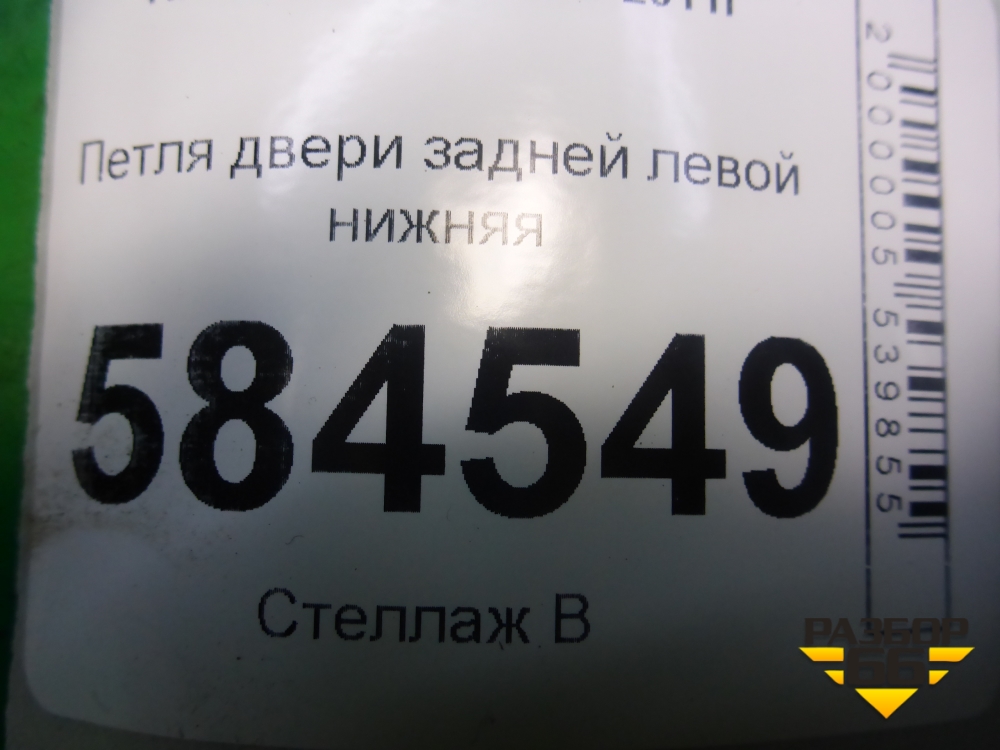 Петля двери задней левой
нижняя
584549
Стеллаж В
2000005539855
РАЗБОР
66